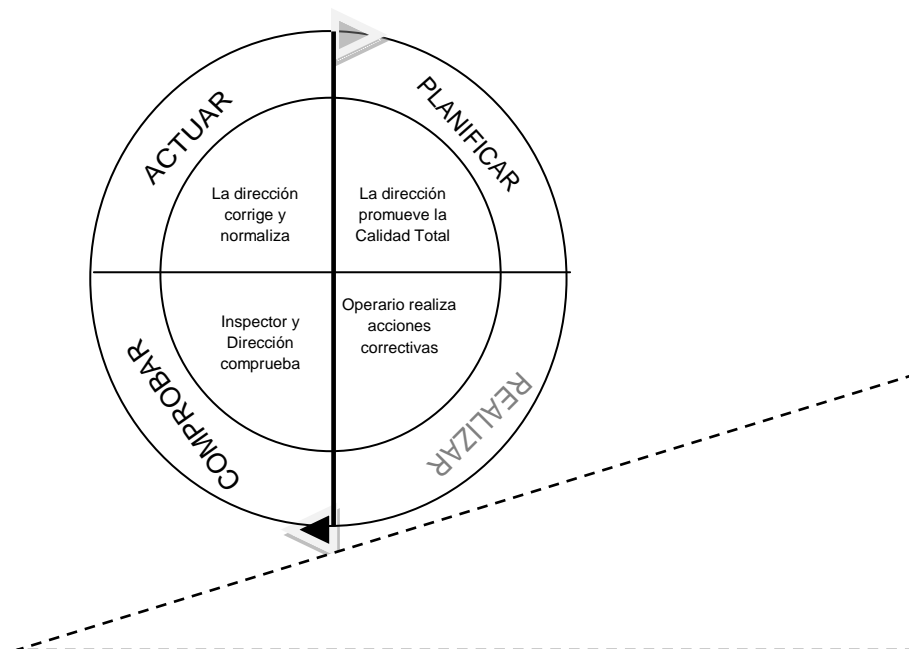 ACTUAR
PLANIFICAR
La dirección
corrige y
normaliza
La dirección
promueve la
Calidad Total
Inspector y
Dirección
comprueba
Operario realiza
acciones
correctivas
COMPROBAR
REALIZAR